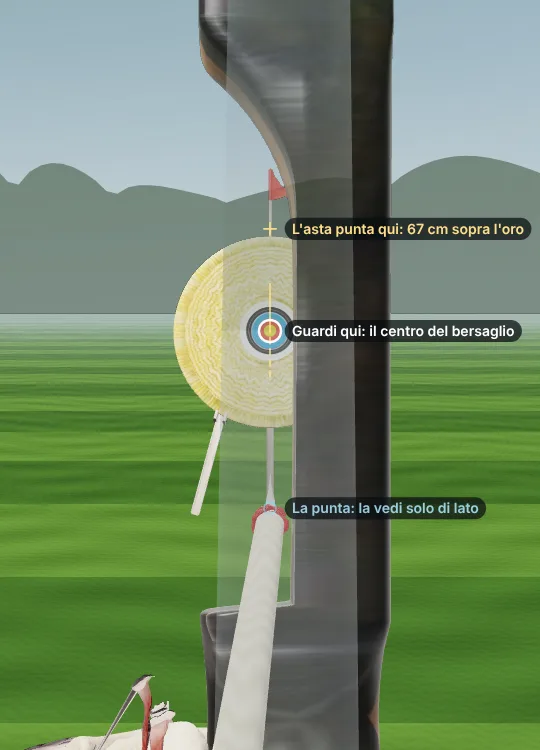 L'asta punta qui: 67 cm sopra l'oro
Guardi qui: il centro del bersaglio
La punta: la vedi solo di lato